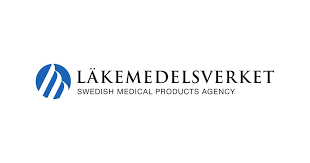 LÄKEMEDELSVERKET
SWEDISH MEDICAL PRODUCTS AGENCY